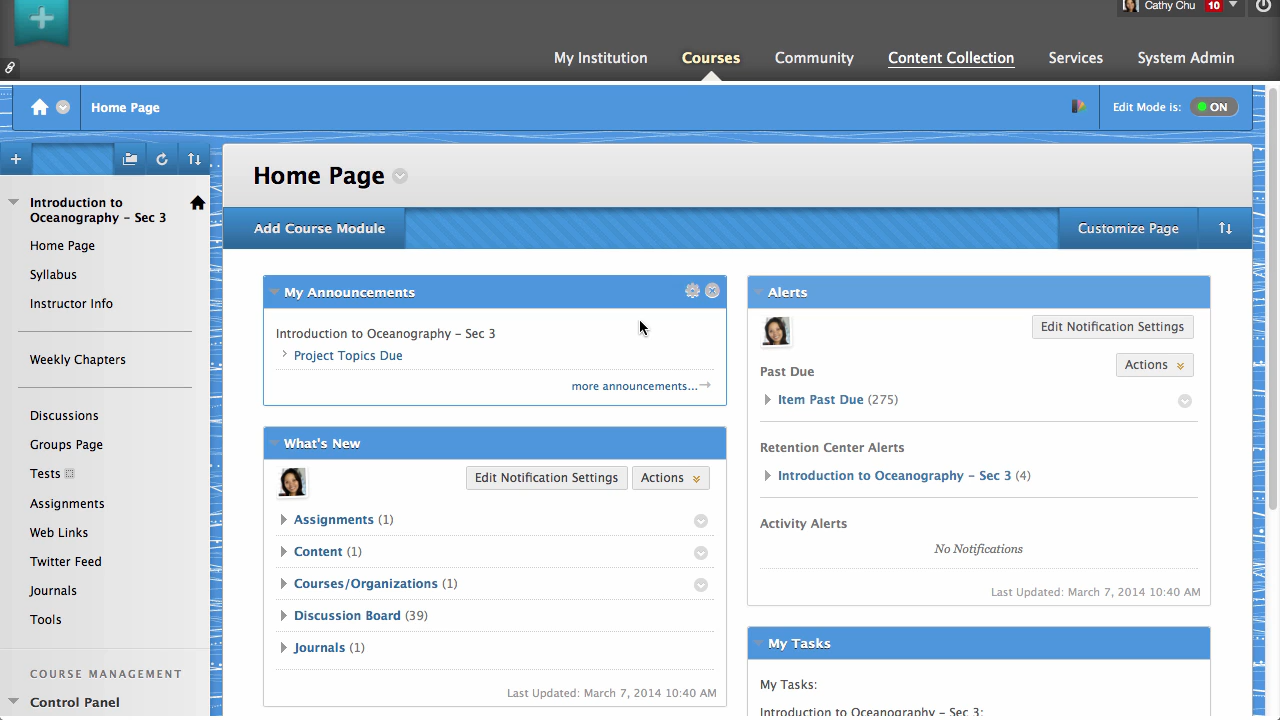 Cathy Chu 10
My Institution Courses Community Content Collection Services System Admin
Home Page Edit Mode is: ON
Home Page
Add Course Module Customize Page
Introduction to
Oceanography – Sec 3
Home Page
Syllabus
Instructor Info
Weekly Chapters
Discussions
Groups Page
Tests
Assignments
Web Links
Twitter Feed
Journals
Tools
COURSE MANAGEMENT
Control Panel
My Announcements
Introduction to Oceanography – Sec 3
Project Topics Due
more announcements...
What's New
Edit Notification Settings Actions
Assignments (1)
Content (1)
Courses/Organizations (1)
Discussion Board (39)
Journals (1)
Last Updated: March 7, 2014 10:40 AM
Alerts
Edit Notification Settings
Actions
Past Due
Item Past Due (275)
Retention Center Alerts
Introduction to Oceanography – Sec 3 (4)
Activity Alerts
No Notifications
Last Updated: March 7, 2014 10:40 AM
My Tasks
My Tasks:
Introduction to Oceanography – Sec 3: